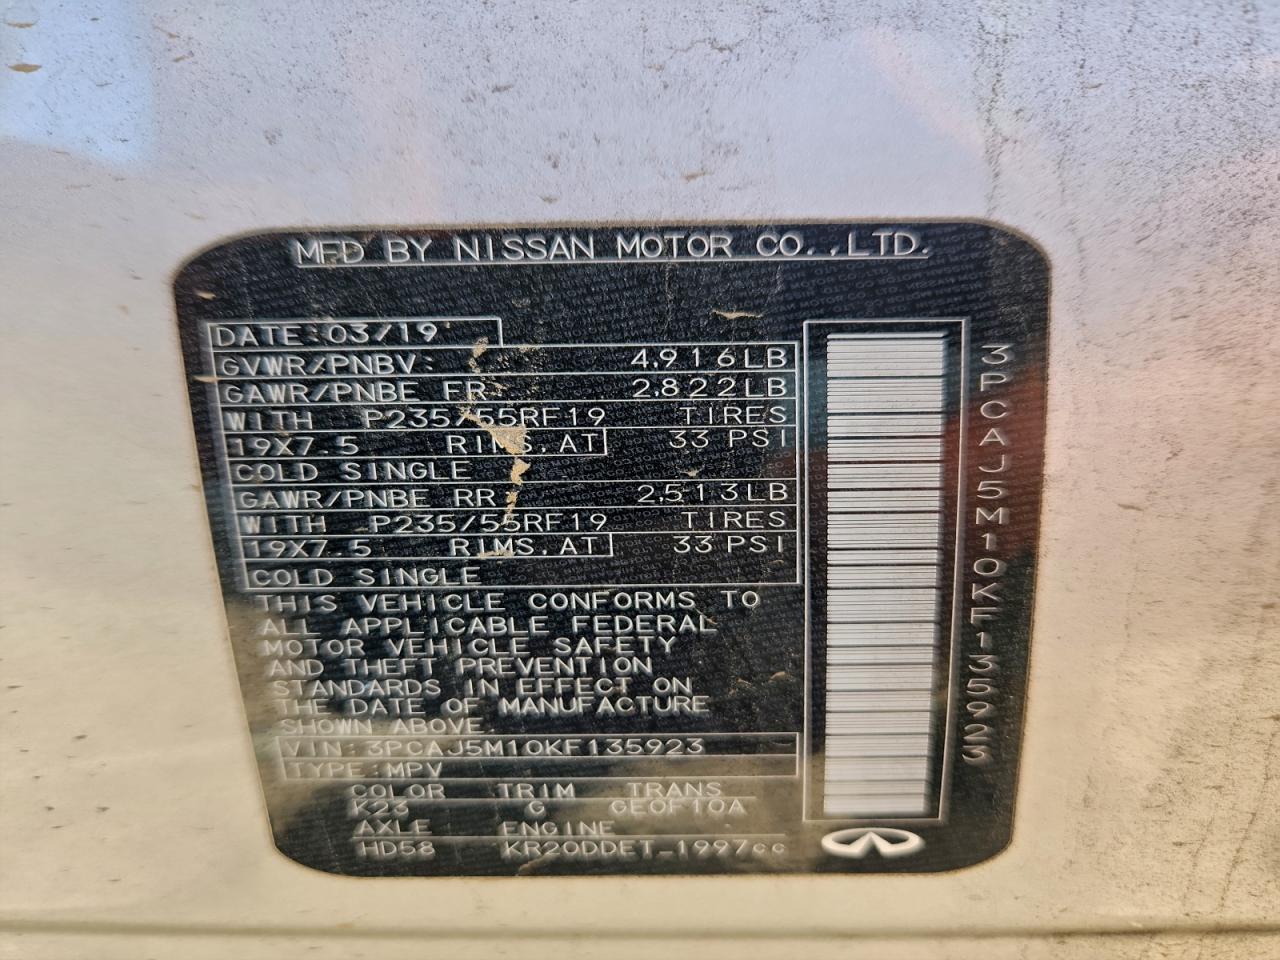 MFD BY NISSAN MOTOR CO.,LTD.
DATE:03/19
GVWR/PNBV: 4,916LB
GAWR/PNBE FR: 2,822LB
WITH P235/55RF19 TIRES
19X7.5 RIMS,AT 33 PSI
COLD SINGLE
GAWR/PNBE RR: 2,513LB
WITH P235/55RF19 TIRES
19X7.5 RIMS,AT 33 PSI
COLD SINGLE
THIS VEHICLE CONFORMS TO
ALL APPLICABLE FEDERAL
MOTOR VEHICLE SAFETY
AND THEFT PREVENTION
STANDARDS IN EFFECT ON
THE DATE OF MANUFACTURE
SHOWN ABOVE
VIN: 3PCAJ5M10KF135923
TYPE:MPV
COLOR TRIM TRANS
K23 G GE0F10A
AXLE ENGINE
HD58 KR20DDET-1997cc
3PCAJ5M10KF135923